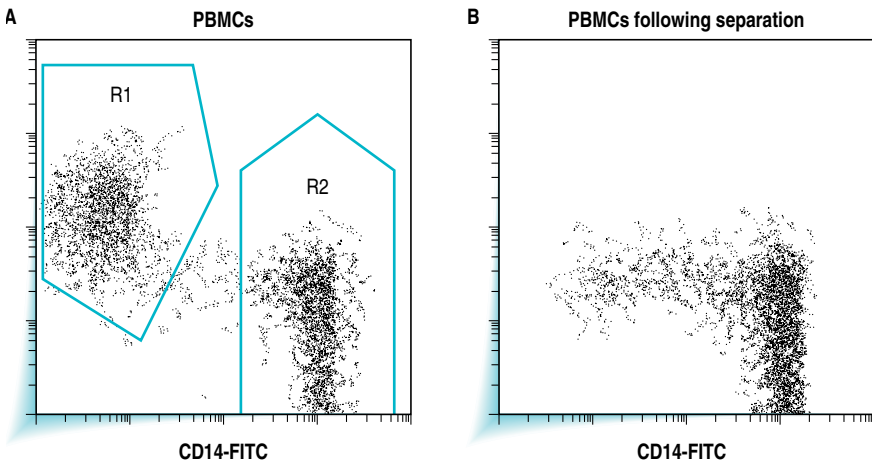 A
PBMCs
R1
R2
CD14-FITC
B
PBMCs following separation
CD14-FITC